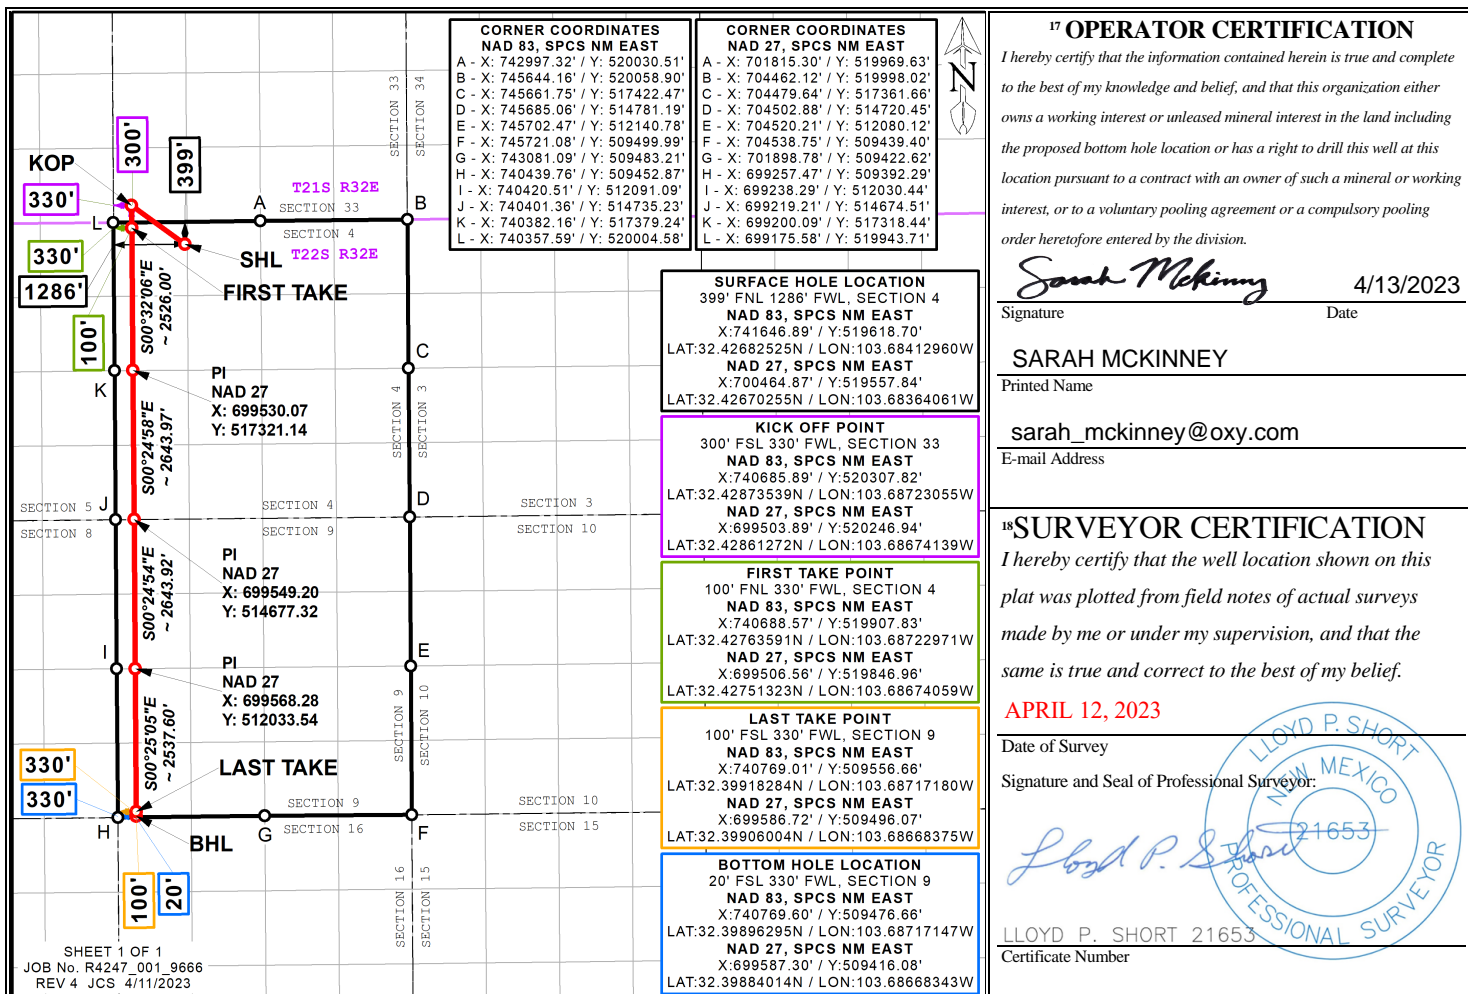 CORNER COORDINATES
NAD 83, SPCS NM EAST
A - X: 742997.32' / Y: 520030.51'
B - X: 745644.16' / Y: 520058.90'
C - X: 745661.75' / Y: 517422.47'
D - X: 745685.06' / Y: 514781.19'
E - X: 745702.47' / Y: 512140.78'
F - X: 745721.08' / Y: 509499.99'
G - X: 743081.09' / Y: 509483.21'
H - X: 740439.76' / Y: 509452.87'
I - X: 740420.51' / Y: 512091.09'
J - X: 740401.36' / Y: 514735.23'
K - X: 740382.16' / Y: 517379.24'
L - X: 740357.59' / Y: 520004.58'
CORNER COORDINATES
NAD 27, SPCS NM EAST
A - X: 701815.30' / Y: 519969.63'
B - X: 704462.12' / Y: 519998.02'
C - X: 704479.64' / Y: 517361.66'
D - X: 704502.88' / Y: 514720.45'
E - X: 704520.21' / Y: 512080.12'
F - X: 704538.75' / Y: 509439.40'
G - X: 701898.78' / Y: 509422.62'
H - X: 699257.47' / Y: 509392.29'
I - X: 699238.29' / Y: 512030.44'
J - X: 699219.21' / Y: 514674.51'
K - X: 699200.09' / Y: 517318.44'
L - X: 699175.58' / Y: 519943.71'
N
SECTION 33
SECTION 34
300'
399'
KOP
330'
T21S R32E
A
SECTION 33
B
L
SECTION 4
T22S R32E
330'
SHL
1286'
FIRST TAKE
100'
S00°32'06"E
~ 2526.00'
C
K
PI
NAD 27
X: 699530.07
Y: 517321.14
SECTION 4
SECTION 3
S00°24'58"E
~ 2643.97'
SECTION 5
J
SECTION 4
D
SECTION 3
SECTION 8
SECTION 9
SECTION 10
PI
NAD 27
X: 699549.20
Y: 514677.32
S00°24'54"E
~ 2643.92'
I
E
PI
NAD 27
X: 699568.28
Y: 512033.54
SECTION 9
SECTION 10
S00°25'05"E
~ 2537.60'
330'
LAST TAKE
330'
SECTION 9
SECTION 10
H
G
SECTION 16
F
SECTION 15
BHL
100'
20'
SECTION 16
SECTION 15
SHEET 1 OF 1
JOB No. R4247_001_9666
REV 4 JCS 4/11/2023
SURFACE HOLE LOCATION
399' FNL 1286' FWL, SECTION 4
NAD 83, SPCS NM EAST
X:741646.89' / Y:519618.70'
LAT:32.42682525N / LON:103.68412960W
NAD 27, SPCS NM EAST
X:700464.87' / Y:519557.84'
LAT:32.42670255N / LON:103.68364061W
KICK OFF POINT
300' FSL 330' FWL, SECTION 33
NAD 83, SPCS NM EAST
X:740685.89' / Y:520307.82'
LAT:32.42873539N / LON:103.68723055W
NAD 27, SPCS NM EAST
X:699503.89' / Y:520246.94'
LAT:32.42861272N / LON:103.68674139W
FIRST TAKE POINT
100' FNL 330' FWL, SECTION 4
NAD 83, SPCS NM EAST
X:740688.57' / Y:519907.83'
LAT:32.42763591N / LON:103.68722971W
NAD 27, SPCS NM EAST
X:699506.56' / Y:519846.96'
LAT:32.42751323N / LON:103.68674059W
LAST TAKE POINT
100' FSL 330' FWL, SECTION 9
NAD 83, SPCS NM EAST
X:740769.01' / Y:509556.66'
LAT:32.39918284N / LON:103.68717180W
NAD 27, SPCS NM EAST
X:699586.72' / Y:509496.07'
LAT:32.39906004N / LON:103.68668375W
BOTTOM HOLE LOCATION
20' FSL 330' FWL, SECTION 9
NAD 83, SPCS NM EAST
X:740769.60' / Y:509476.66'
LAT:32.39896295N / LON:103.68717147W
NAD 27, SPCS NM EAST
X:699587.30' / Y:509416.08'
LAT:32.39884014N / LON:103.68668343W
17 OPERATOR CERTIFICATION
I hereby certify that the information contained herein is true and complete
to the best of my knowledge and belief, and that this organization either
owns a working interest or unleased mineral interest in the land including
the proposed bottom hole location or has a right to drill this well at this
location pursuant to a contract with an owner of such a mineral or working
interest, or to a voluntary pooling agreement or a compulsory pooling
order heretofore entered by the division.
Sarah Mckinney 4/13/2023
Signature Date
SARAH MCKINNEY
Printed Name
sarah_mckinney@oxy.com
E-mail Address
18 SURVEYOR CERTIFICATION
I hereby certify that the well location shown on this
plat was plotted from field notes of actual surveys
made by me or under my supervision, and that the
same is true and correct to the best of my belief.
APRIL 12, 2023
Date of Survey
Signature and Seal of Professional Surveyor:
LLOYD P. SHORT
NEW MEXICO
21653
PROFESSIONAL SURVEYOR
Lloyd P. Short
LLOYD P. SHORT 21653
Certificate Number